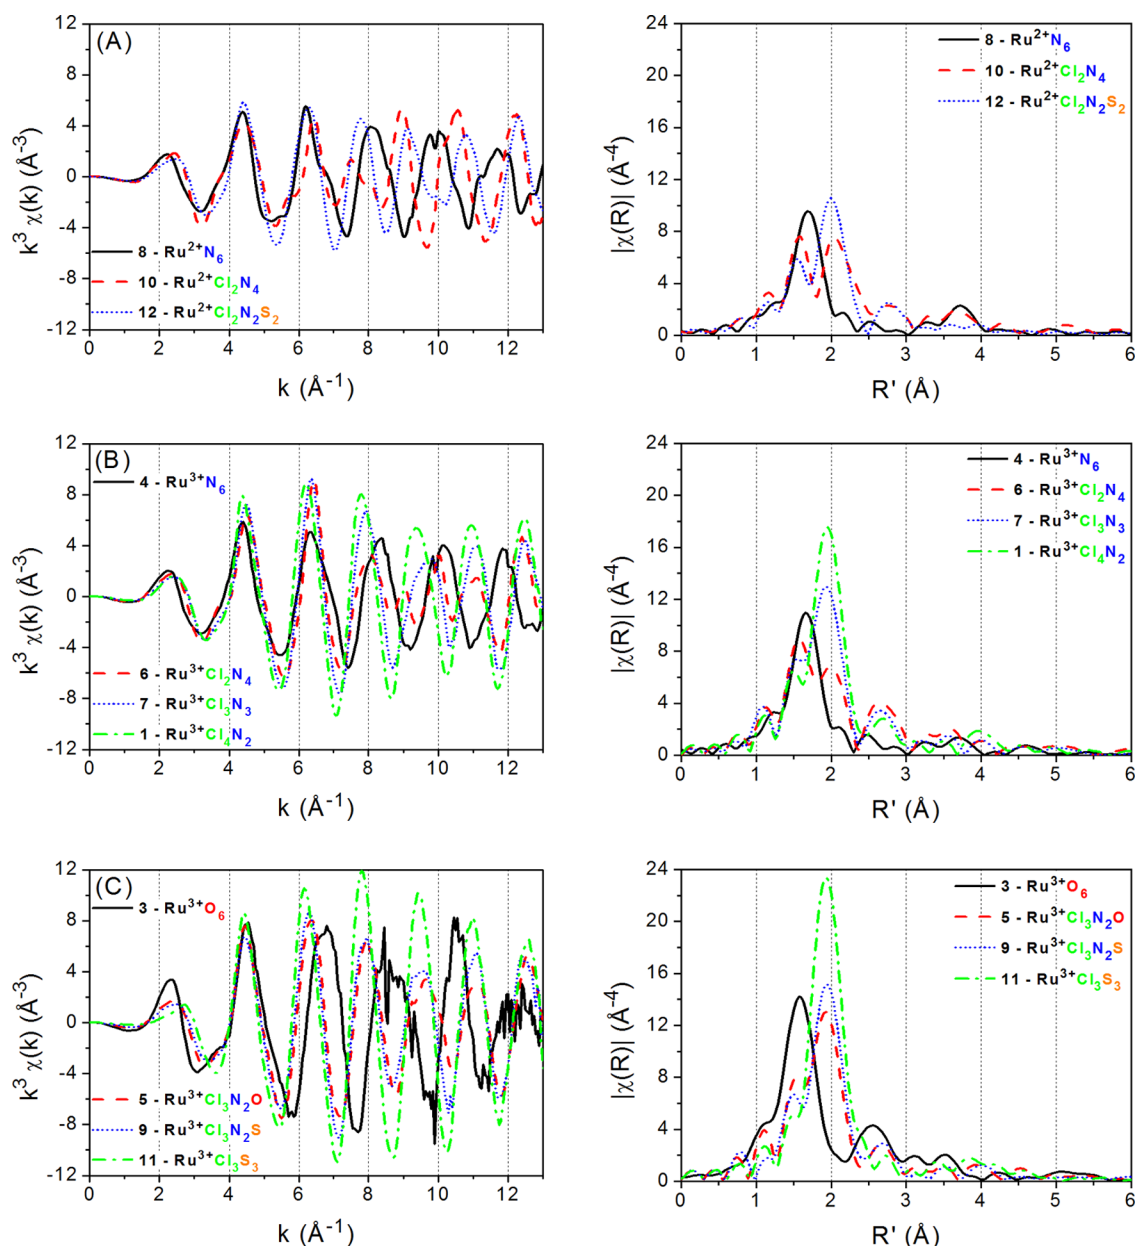 (A)
k³ χ(k) (Å⁻³)
12
8
4
0
-4
-8
-12
8 - Ru²⁺N₆
10 - Ru²⁺Cl₂N₄
12 - Ru²⁺Cl₂N₂S₂
0 2 4 6 8 10 12
k (Å⁻¹)
|χ(R)| (Å⁻⁴)
24
20
16
12
8
4
0
8 - Ru²⁺N₆
10 - Ru²⁺Cl₂N₄
12 - Ru²⁺Cl₂N₂S₂
0 1 2 3 4 5 6
R' (Å)
(B)
k³ χ(k) (Å⁻³)
12
8
4
0
-4
-8
-12
4 - Ru³⁺N₆
6 - Ru³⁺Cl₂N₄
7 - Ru³⁺Cl₃N₃
1 - Ru³⁺Cl₄N₂
0 2 4 6 8 10 12
k (Å⁻¹)
|χ(R)| (Å⁻⁴)
24
20
16
12
8
4
0
4 - Ru³⁺N₆
6 - Ru³⁺Cl₂N₄
7 - Ru³⁺Cl₃N₃
1 - Ru³⁺Cl₄N₂
0 1 2 3 4 5 6
R' (Å)
(C)
k³ χ(k) (Å⁻³)
12
8
4
0
-4
-8
-12
3 - Ru³⁺O₆
5 - Ru³⁺Cl₃N₂O
9 - Ru³⁺Cl₃N₂S
11 - Ru³⁺Cl₃S₃
0 2 4 6 8 10 12
k (Å⁻¹)
|χ(R)| (Å⁻⁴)
24
20
16
12
8
4
0
3 - Ru³⁺O₆
5 - Ru³⁺Cl₃N₂O
9 - Ru³⁺Cl₃N₂S
11 - Ru³⁺Cl₃S₃
0 1 2 3 4 5 6
R' (Å)